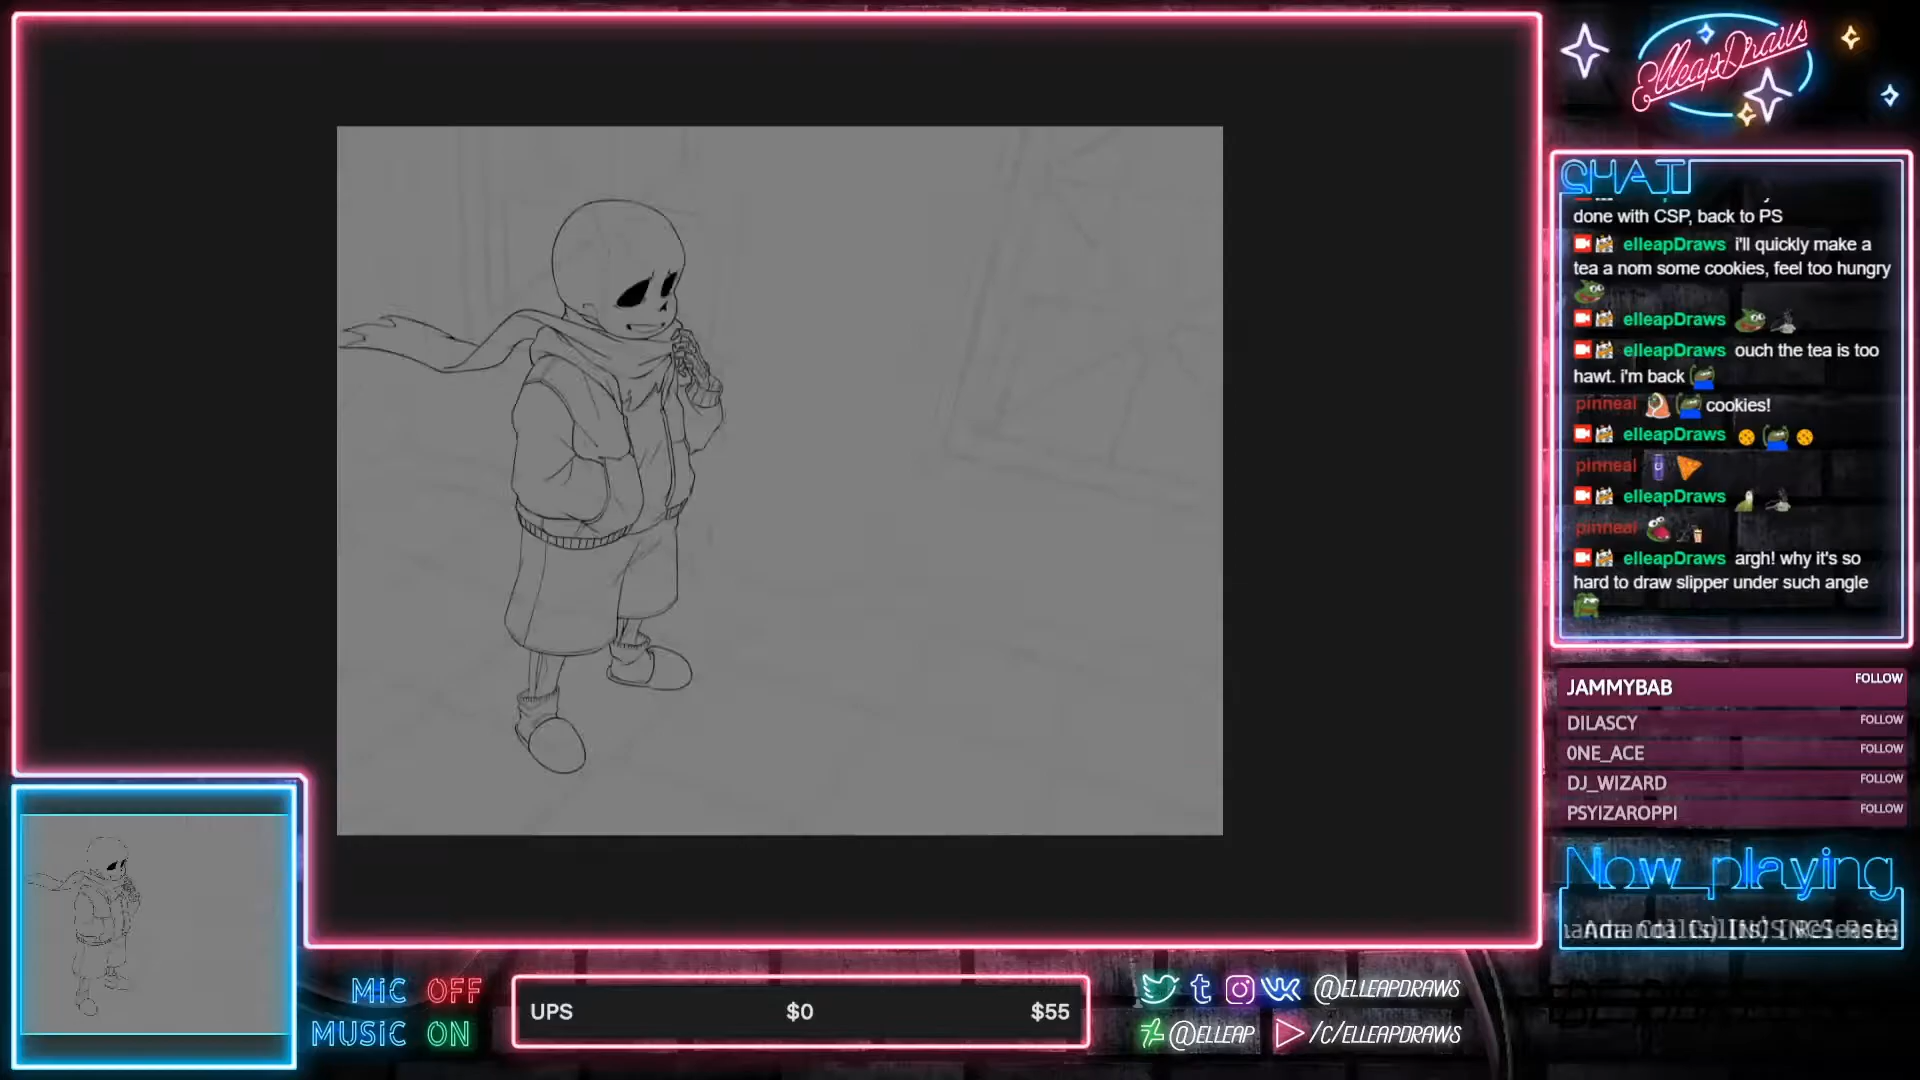 ElleapDraws
CHAT
done with CSP, back to PS
elleapDraws i'll quickly make a
tea a nom some cookies, feel too hungry
elleapDraws
elleapDraws ouch the tea is too
hawt. i'm back
pinneal cookies!
elleapDraws
pinneal
elleapDraws
pinneal
elleapDraws argh! why it's so
hard to draw slipper under such angle
JAMMYBAB FOLLOW
DILASCY FOLLOW
0NE_ACE FOLLOW
DJ_WIZARD FOLLOW
PSYIZAROPPI FOLLOW
Now playing
MiC OFF
MUSiC ON
UPS $0 $55
@ELLEAPDRAWS
@ELLEAP /C/ELLEAPDRAWS